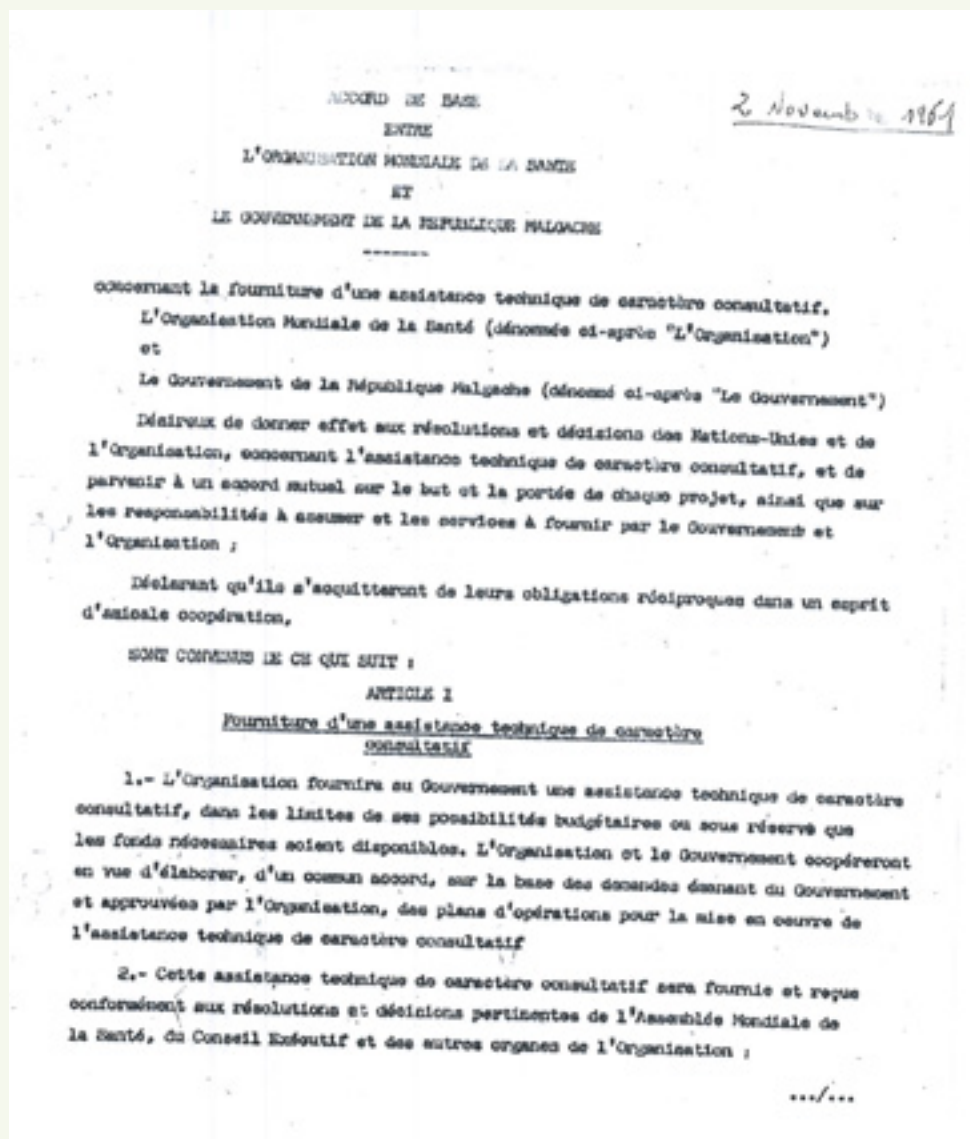 ACCORD DE BASE
2 Novembre 1961
ENTRE
L'ORGANISATION MONDIALE DE LA SANTE
ET
LE GOUVERNEMENT DE LA REPUBLIQUE MALGACHE
-------
concernant la fourniture d'une assistance technique de caractère consultatif.
L'Organisation Mondiale de la Santé (dénommée ci-après "L'Organisation")
et
Le Gouvernement de la République Malgache (dénommé ci-après "Le Gouvernement")
Désireux de donner effet aux résolutions et décisions des Nations-Unies et de
l'Organisation, concernant l'assistance technique de caractère consultatif, et de
parvenir à un accord mutuel sur le but et la portée de chaque projet, ainsi que sur
les responsabilités à assumer et les services à fournir par le Gouvernement et
l'Organisation ;
Déclarant qu'ils s'acquitteront de leurs obligations réciproques dans un esprit
d'amicale coopération,
SONT CONVENUS DE CE QUI SUIT :
ARTICLE I
Fourniture d'une assistance technique de caractère
consultatif
1.- L'Organisation fournira au Gouvernement une assistance technique de caractère
consultatif, dans les limites de ses possibilités budgétaires ou sous réservé que
les fonds nécessaires soient disponibles. L'Organisation et le Gouvernement coopéreront
en vue d'élaborer, d'un commun accord, sur la base des demandes émanant du Gouvernement
et approuvées par l'Organisation, des plans d'opérations pour la mise en oeuvre de
l'assistance technique de caractère consultatif
2.- Cette assistance technique de caractère consultatif sera fournie et reçue
conformément aux résolutions et décisions pertinentes de l'Assemblée Mondiale de
la Santé, du Conseil Exécutif et des autres organes de l'Organisation ;
.../...